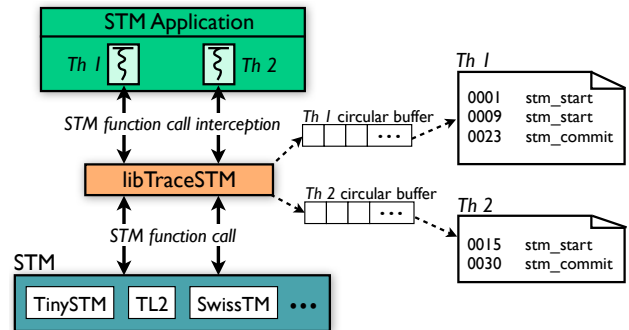 STM Application
Th 1
Th 2
STM function call interception
libTraceSTM
STM function call
STM
TinySTM
TL2
SwissTM
•••
Th 1 circular buffer
•••
Th 2 circular buffer
•••
Th 1
0001 stm_start
0009 stm_start
0023 stm_commit
Th 2
0015 stm_start
0030 stm_commit